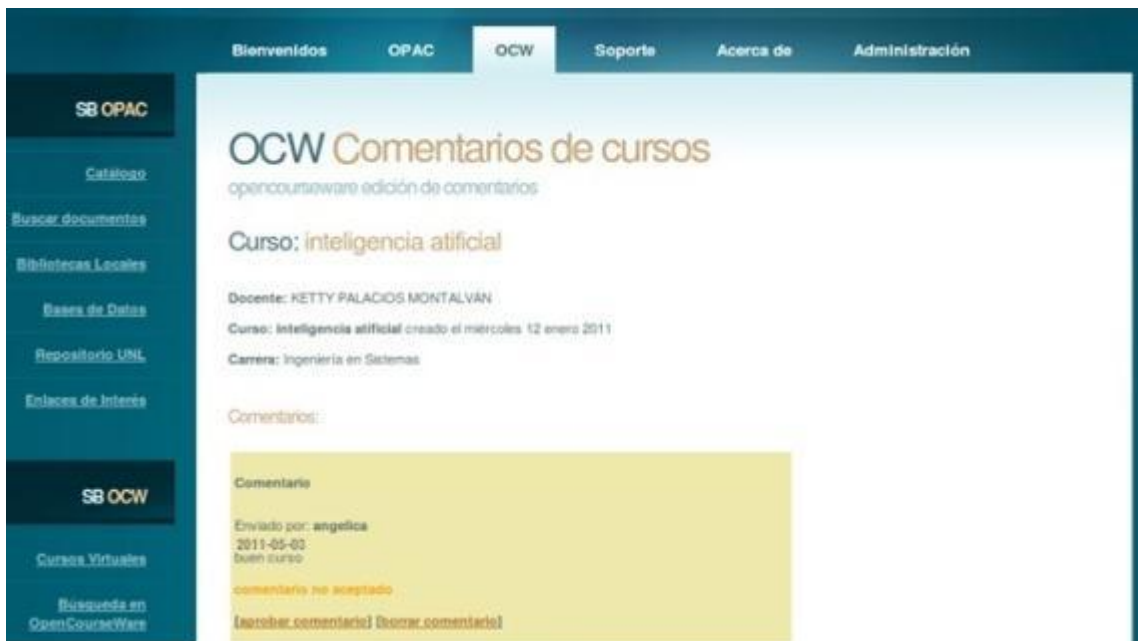 Bienvenidos OPAC OCW Soporte Acerca de Administración
SB OPAC
Catálogo
Buscar documentos
Bibliotecas Locales
Bases de Datos
Repositorio UNL
Enlaces de Interés
SB OCW
Cursos Virtuales
Búsqueda en
OpenCourseWare
OCW Comentarios de cursos
opencourseware edición de comentarios
Curso: inteligencia atificial
Docente: KETTY PALACIOS MONTALVÁN
Curso: inteligencia atificial creado el miércoles 12 enero 2011
Carrera: Ingeniería en Sistemas
Comentarios:
Comentario
Enviado por: angelica
2011-05-03
buen curso
comentario no aceptado
[aprobar comentario] [borrar comentario]